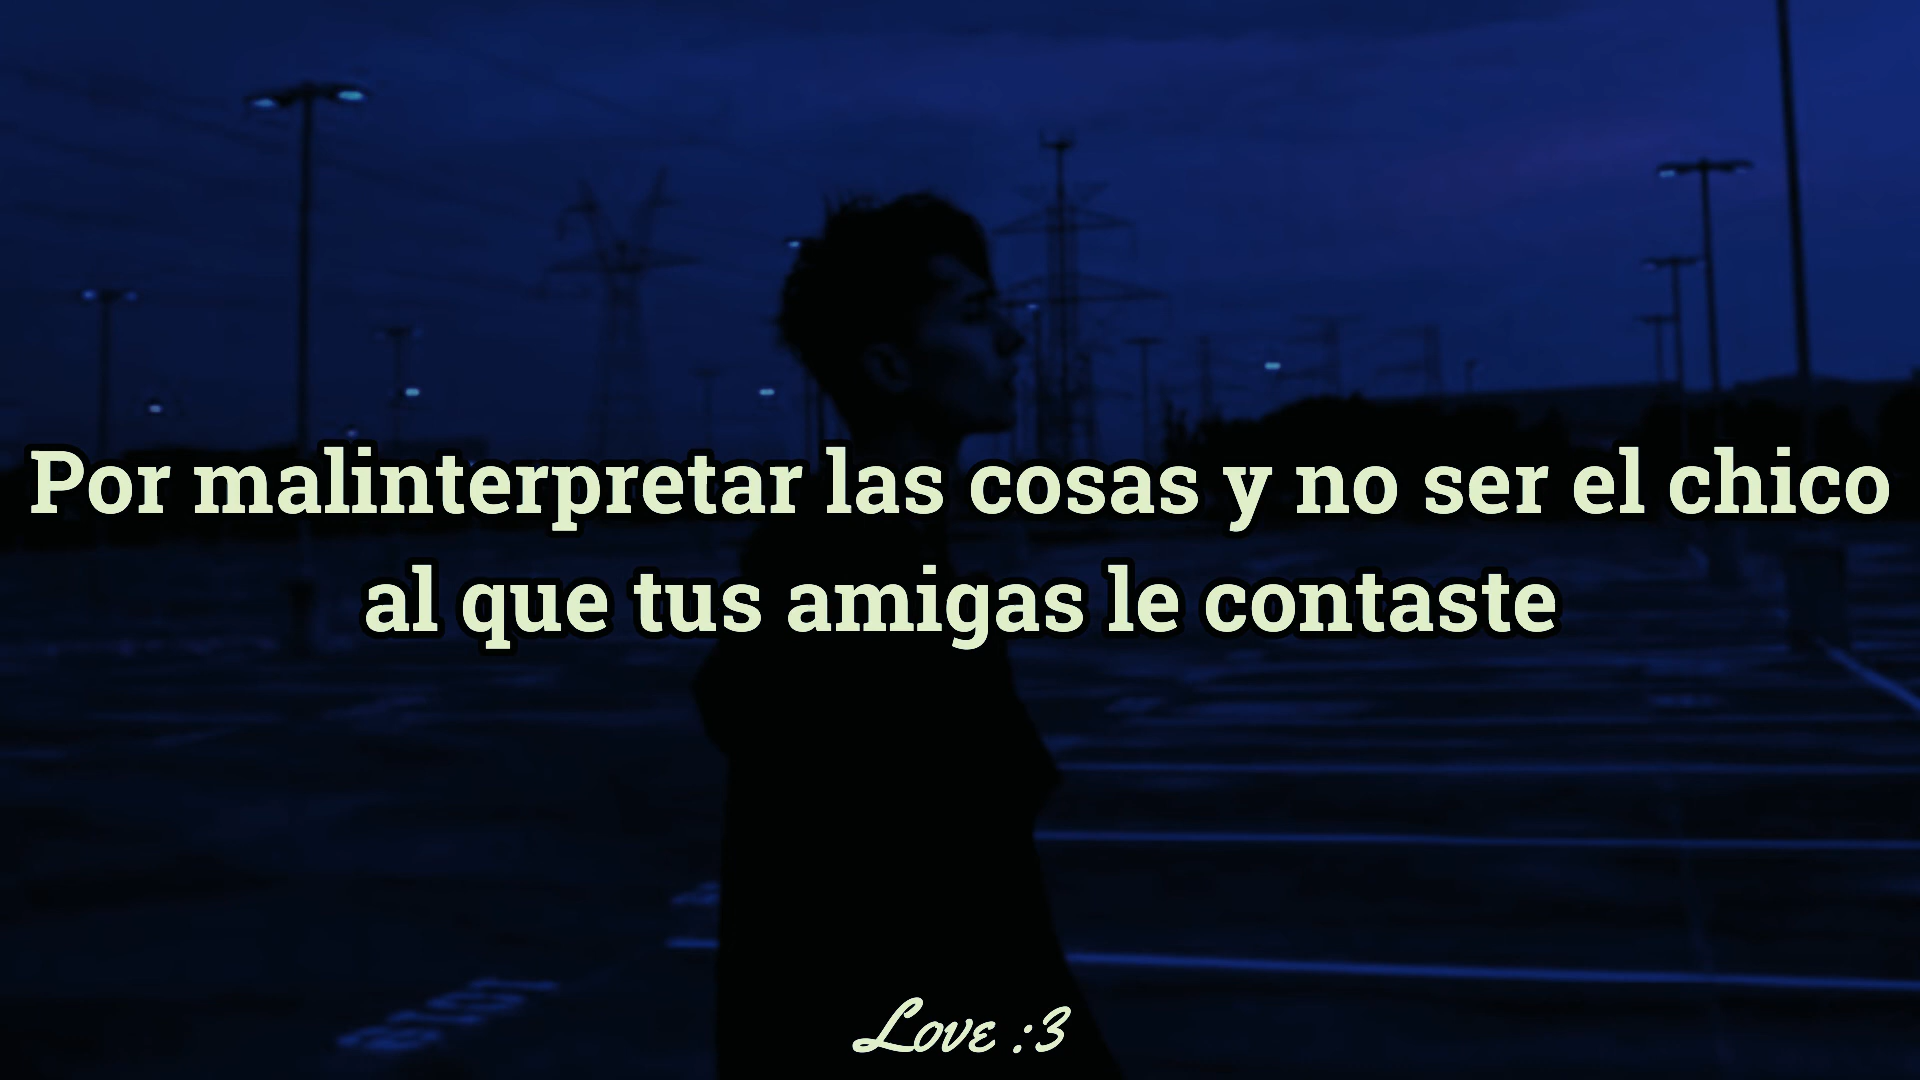 Por malinterpretar las cosas y no ser el chico
al que tus amigas le contaste
Love :3